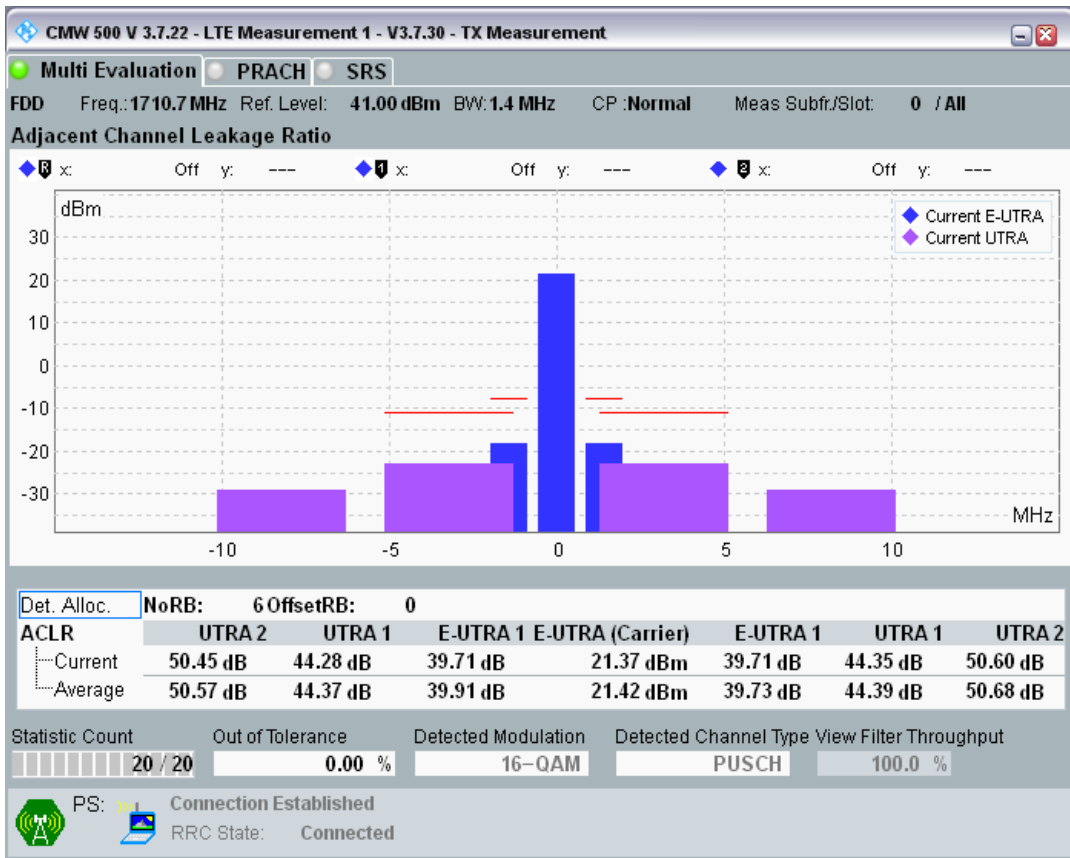 CMW 500 V 3.7.22 - LTE Measurement 1 - V3.7.30 - TX Measurement
Multi Evaluation PRACH SRS
FDD Freq.: 1710.7 MHz Ref. Level: 41.00 dBm BW: 1.4 MHz CP : Normal Meas Subfr./Slot: 0 / All
Adjacent Channel Leakage Ratio
R x: Off y: --- 1 x: Off y: --- 2 x: Off y: ---
dBm
Current E-UTRA
Current UTRA
30
20
10
0
-10
-20
-30
MHz
-10 -5 0 5 10
Det. Alloc. NoRB: 6 OffsetRB: 0
ACLR UTRA 2 UTRA 1 E-UTRA 1 E-UTRA (Carrier) E-UTRA 1 UTRA 1 UTRA 2
Current 50.45 dB 44.28 dB 39.71 dB 21.37 dBm 39.71 dB 44.35 dB 50.60 dB
Average 50.57 dB 44.37 dB 39.91 dB 21.42 dBm 39.73 dB 44.39 dB 50.68 dB
Statistic Count Out of Tolerance Detected Modulation Detected Channel Type View Filter Throughput
20 / 20 0.00 % 16-QAM PUSCH 100.0 %
PS: Connection Established
RRC State: Connected